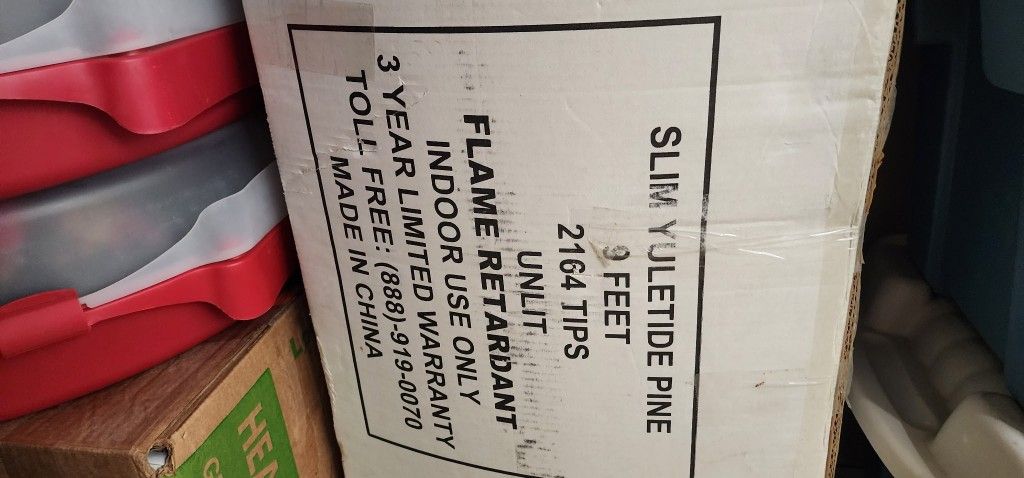 SLIM YULETIDE PINE
9 FEET
2164 TIPS
UNLIT
FLAME RETARDANT
INDOOR USE ONLY
3 YEAR LIMITED WARRANTY
TOLL FREE: (888)-919-0070
MADE IN CHINA